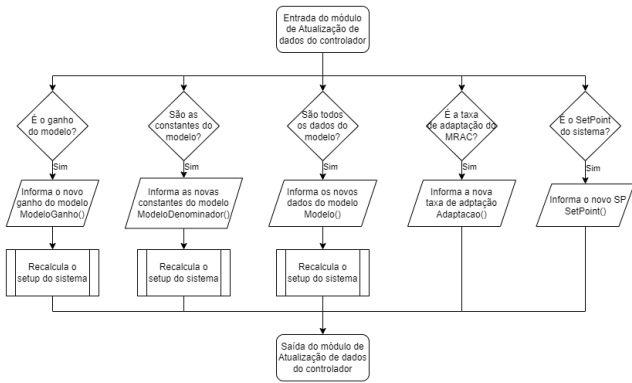 Entrada do módulo
de Atualização de
dados do controlador
É o ganho
do modelo?
São as
constantes do
modelo?
São todos
os dados do
modelo?
É a taxa
de adaptação do
MRAC?
É o SetPoint
do sistema?
Sim
Sim
Sim
Sim
Sim
Informa o novo
ganho do modelo
ModeloGanho()
Informa as novas
constantes do modelo
ModeloDenominador()
Informa os novos
dados do modelo
Modelo()
Informa a nova
taxa de adptação
Adaptacao()
Informa o novo SP
SetPoint()
Recalcula o
setup do sistema
Recalcula o
setup do sistema
Recalcula o
setup do sistema
Saída do módulo de
Atualização de dados
do controlador